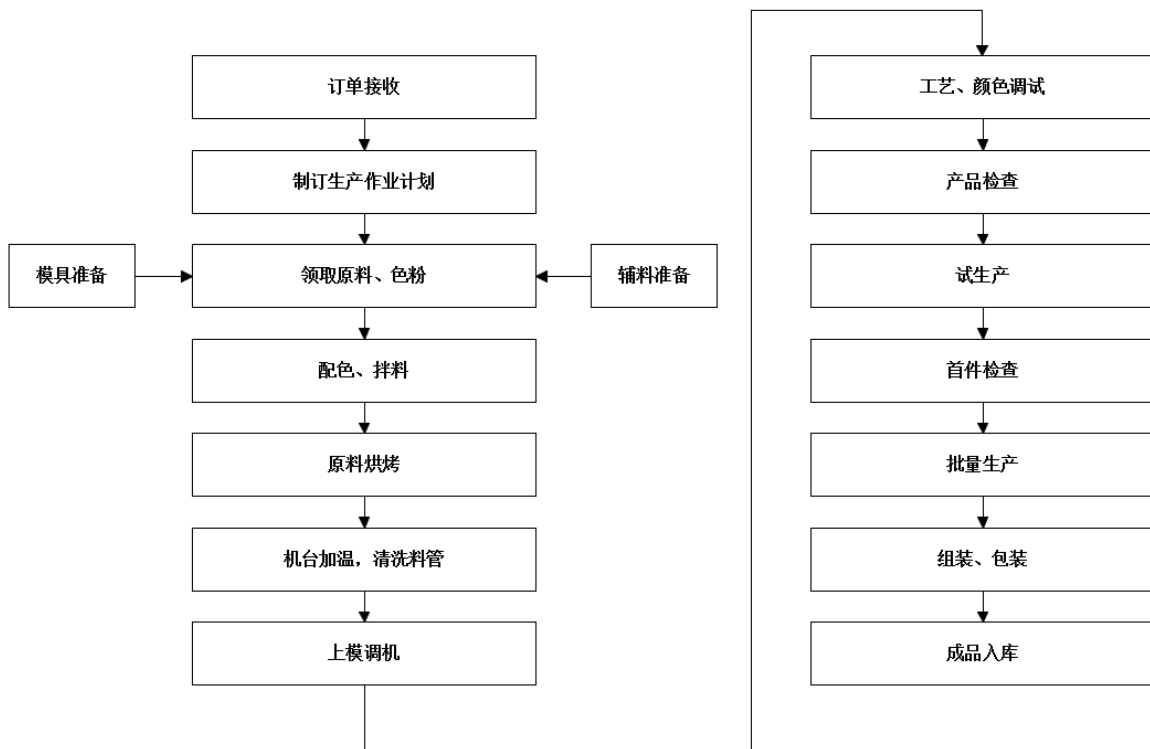 订单接收
制订生产作业计划
模具准备
领取原料、色粉
辅料准备
配色、拌料
原料烘烤
机台加温，清洗料管
上模调机
工艺、颜色调试
产品检查
试生产
首件检查
批量生产
组装、包装
成品入库